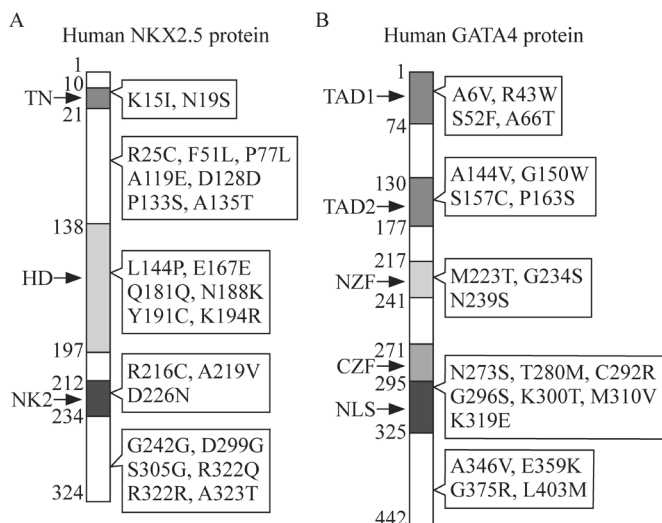 A
Human NKX2.5 protein
1
10
TN
21
K15I, N19S
R25C, F51L, P77L
A119E, D128D
P133S, A135T
138
HD
L144P, E167E
Q181Q, N188K
Y191C, K194R
197
212
NK2
234
R216C, A219V
D226N
G242G, D299G
S305G, R322Q
R322R, A323T
324
B
Human GATA4 protein
1
TAD1
74
A6V, R43W
S52F, A66T
130
TAD2
177
A144V, G150W
S157C, P163S
217
NZF
241
M223T, G234S
N239S
271
CZF
295
NLS
325
N273S, T280M, C292R
G296S, K300T, M310V
K319E
A346V, E359K
G375R, L403M
442